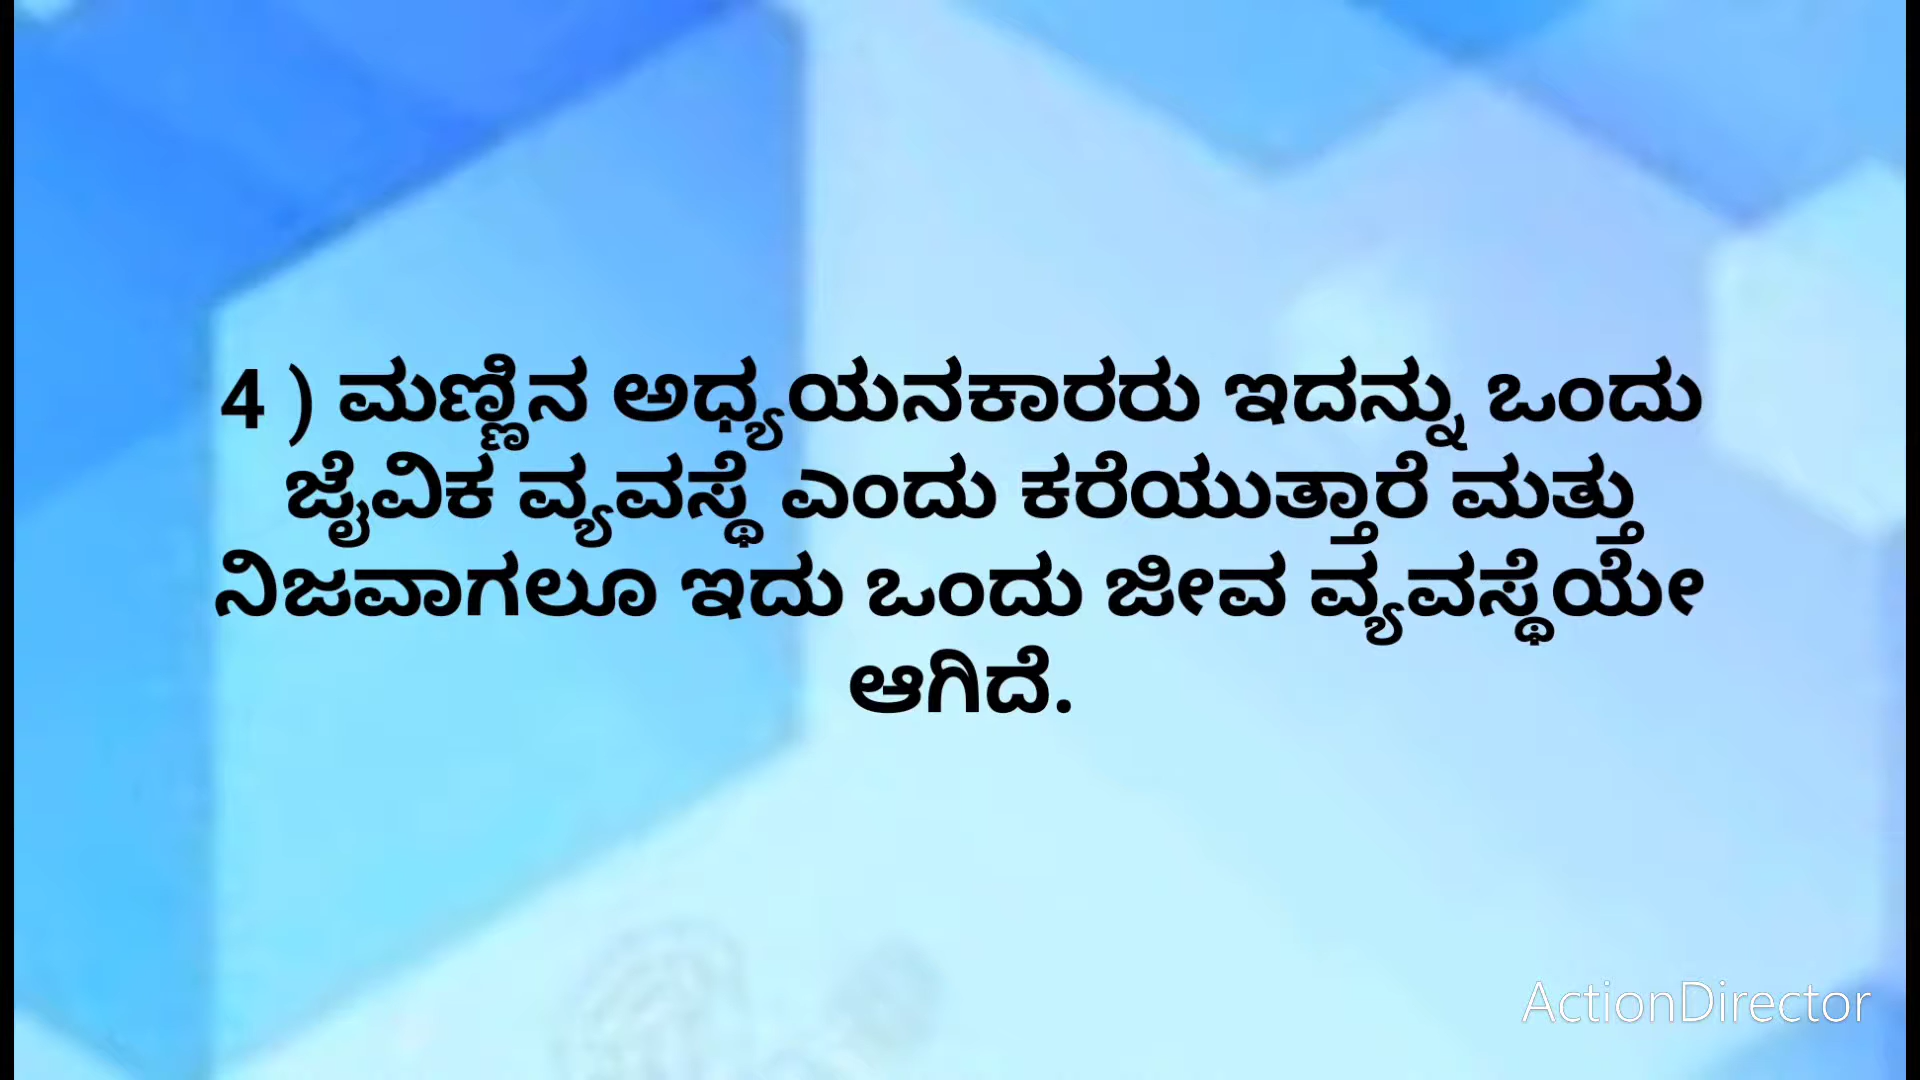 4 ) ಮಣ್ಣಿನ ಅಧ್ಯಯನಕಾರರು ಇದನ್ನು ಒಂದು
ಜೈವಿಕ ವ್ಯವಸ್ಥೆ ಎಂದು ಕರೆಯುತ್ತಾರೆ ಮತ್ತು
ನಿಜವಾಗಲೂ ಇದು ಒಂದು ಜೀವ ವ್ಯವಸ್ಥೆಯೇ
ಆಗಿದೆ.
ActionDirector